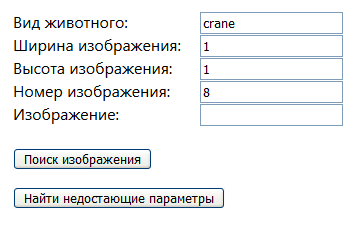 Вид животного: crane
Ширина изображения: 1
Высота изображения: 1
Номер изображения: 8
Изображение:
Поиск изображения
Найти недостающие параметры